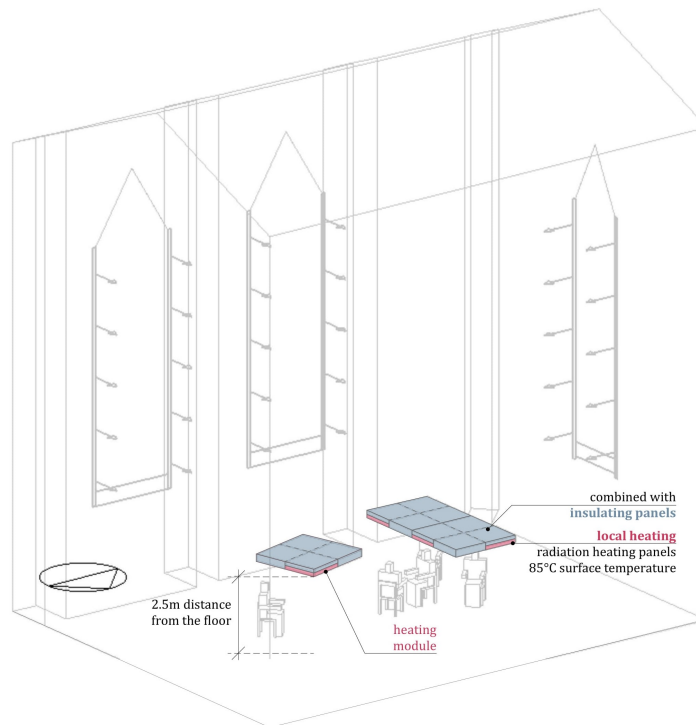 combined with
insulating panels
local heating
radiation heating panels
85°C surface temperature
2.5m distance
from the floor
heating
module